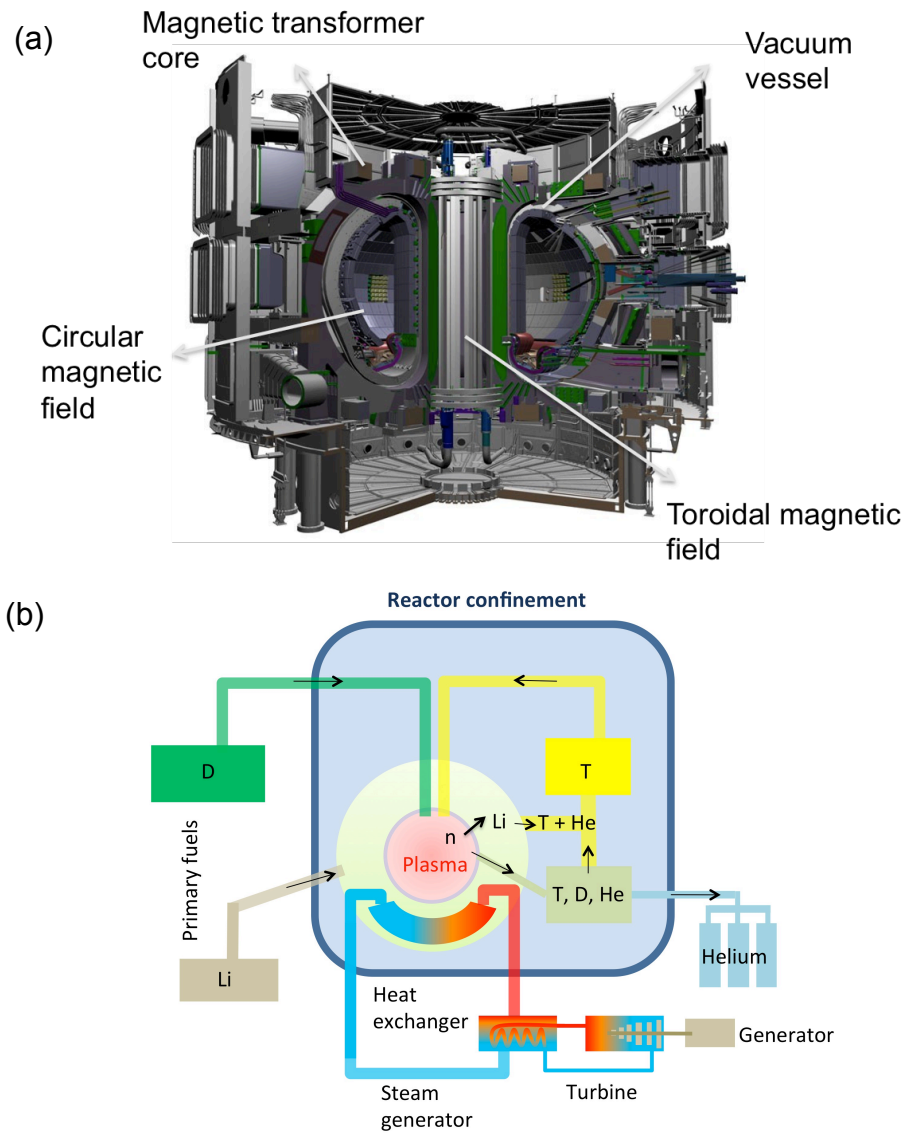 (a)
Magnetic transformer
core
Vacuum
vessel
Circular
magnetic
field
Toroidal magnetic
field
(b)
Reactor confinement
D
T
Primary fuels
n
Li
T + He
Plasma
T, D, He
Li
Helium
Heat
exchanger
Generator
Steam
generator
Turbine